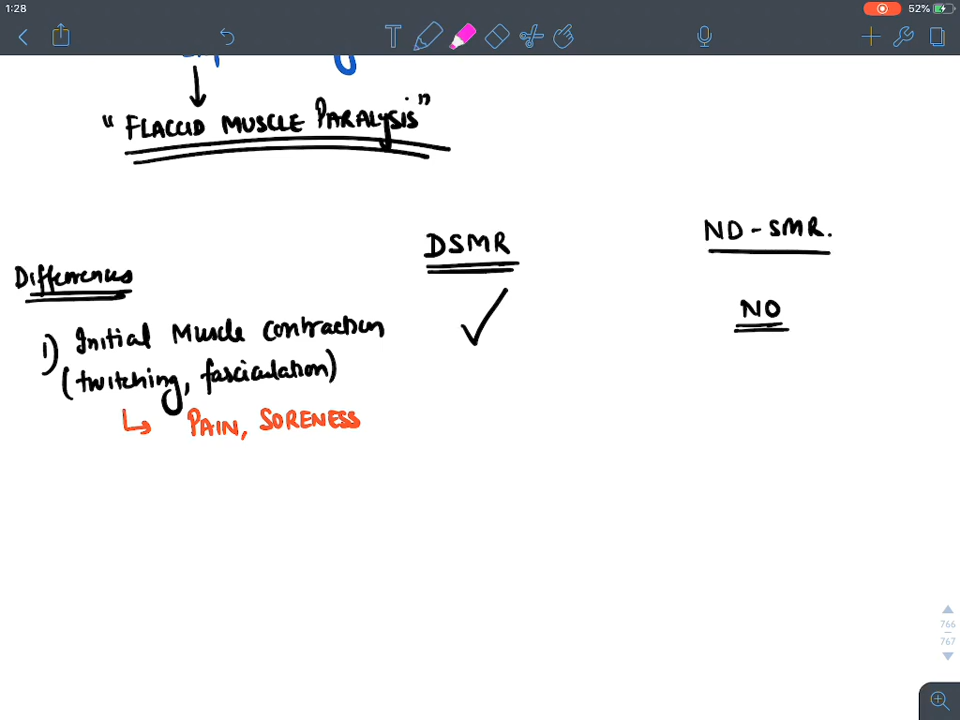 1:28
52%
T
"FLACCID MUSCLE PARALYSIS"
DSMR
ND-SMR.
Differences
1) Initial Muscle contraction
NO
(twitching, fasciculation)
↳ PAIN, SORENESS
766
767